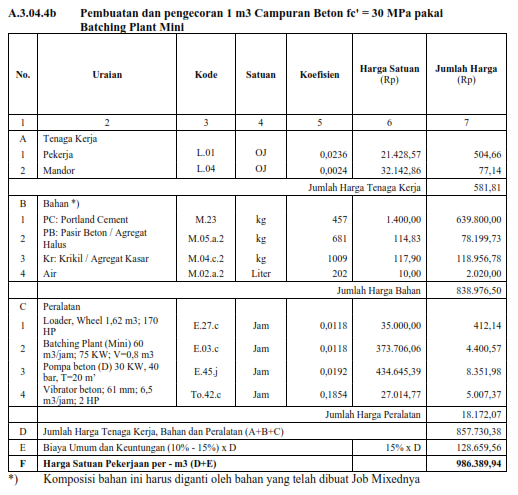 A.3.04.4b Pembuatan dan pengecoran 1 m3 Campuran Beton fc' = 30 MPa pakai
Batching Plant Mini
No. Uraian Kode Satuan Koefisien Harga Satuan (Rp) Jumlah Harga (Rp)
1 2 3 4 5 6 7
A Tenaga Kerja
1 Pekerja L.01 OJ 0,0236 21.428,57 504,66
2 Mandor L.04 OJ 0,0024 32.142,86 77,14
Jumlah Harga Tenaga Kerja 581,81
B Bahan *)
1 PC: Portland Cement M.23 kg 457 1.400,00 639.800,00
2 PB: Pasir Beton / Agregat Halus M.05.a.2 kg 681 114,83 78.199,73
3 Kr: Krikil / Agregat Kasar M.04.c.2 kg 1009 117,90 118.956,78
4 Air M.02.a.2 Liter 202 10,00 2.020,00
Jumlah Harga Bahan 838.976,50
C Peralatan
1 Loader, Wheel 1,62 m3; 170 HP E.27.c Jam 0,0118 35.000,00 412,14
2 Batching Plant (Mini) 60 m3/jam; 75 KW; V=0,8 m3 E.03.c Jam 0,0118 373.706,06 4.400,57
3 Pompa beton (D) 30 KW, 40 bar, T=20 m' E.45.j Jam 0,0192 434.645,39 8.351,98
4 Vibrator beton; 61 mm; 6,5 m3/jam; 2 HP To.42.c Jam 0,1854 27.014,77 5.007,37
Jumlah Harga Peralatan 18.172,07
D Jumlah Harga Tenaga Kerja, Bahan dan Peralatan (A+B+C) 857.730,38
E Biaya Umum dan Keuntungan (10% - 15%) x D 15% x D 128.659,56
F Harga Satuan Pekerjaan per - m3 (D+E) 986.389,94
*) Komposisi bahan ini harus diganti oleh bahan yang telah dibuat Job Mixednya